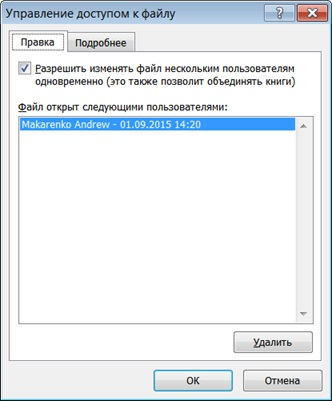 Управление доступом к файлу
Правка
Подробнее
Разрешить изменять файл нескольким пользователям
одновременно (это также позволит объединять книги)
Файл открыт следующими пользователями:
Makarenko Andrew - 01.09.2015 14:20
Удалить
OK
Отмена